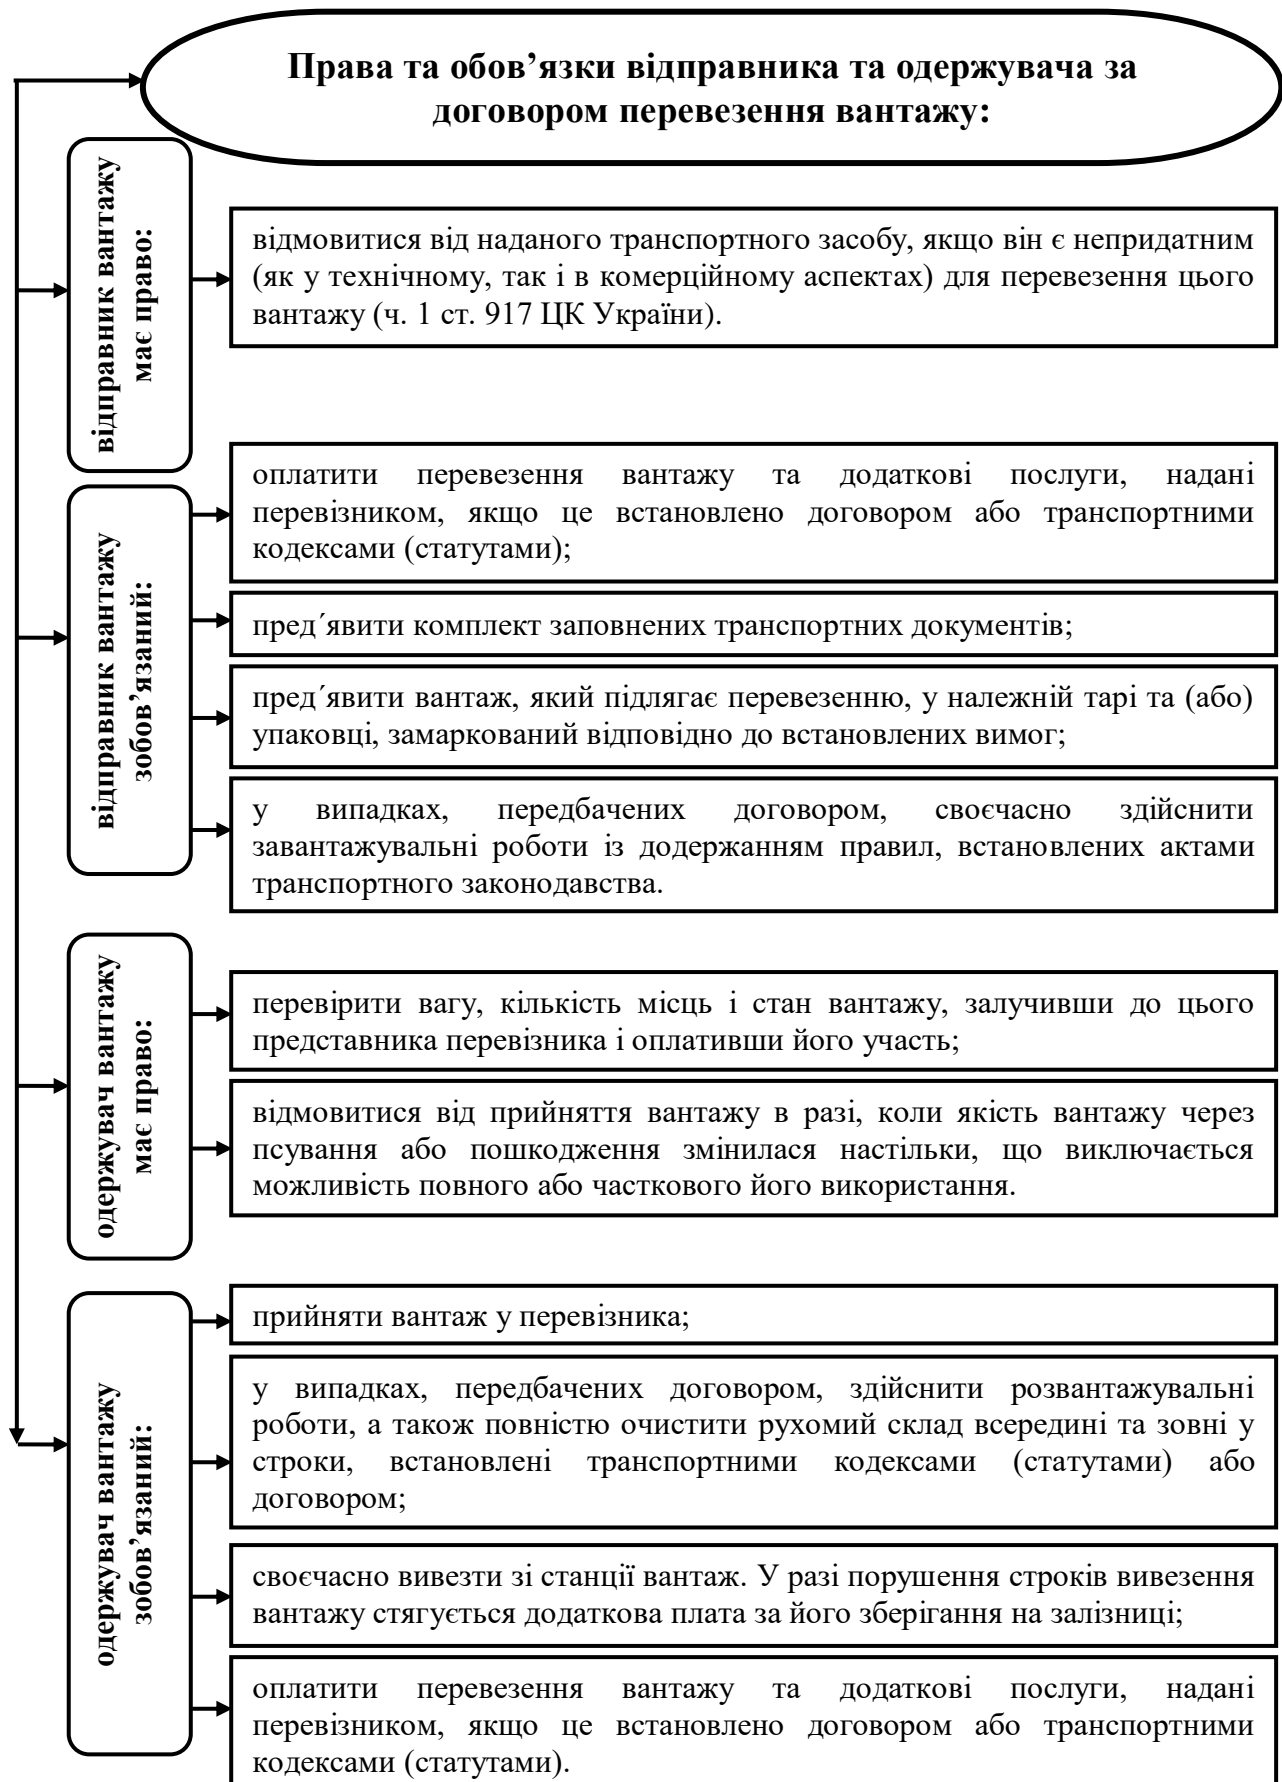 Права та обов’язки відправника та одержувача за
договором перевезення вантажу:
відправник вантажу
має право:
відмовитися від наданого транспортного засобу, якщо він є непридатним
(як у технічному, так і в комерційному аспектах) для перевезення цього
вантажу (ч. 1 ст. 917 ЦК України).
відправник вантажу
зобов’язаний:
оплатити перевезення вантажу та додаткові послуги, надані
перевізником, якщо це встановлено договором або транспортними
кодексами (статутами);
пред´явити комплект заповнених транспортних документів;
пред´явити вантаж, який підлягає перевезенню, у належній тарі та (або)
упаковці, замаркований відповідно до встановлених вимог;
у випадках, передбачених договором, своєчасно здійснити
завантажувальні роботи із додержанням правил, встановлених актами
транспортного законодавства.
одержувач вантажу
має право:
перевірити вагу, кількість місць і стан вантажу, залучивши до цього
представника перевізника і оплативши його участь;
відмовитися від прийняття вантажу в разі, коли якість вантажу через
псування або пошкодження змінилася настільки, що виключається
можливість повного або часткового його використання.
одержувач вантажу
зобов’язаний:
прийняти вантаж у перевізника;
у випадках, передбачених договором, здійснити розвантажувальні
роботи, а також повністю очистити рухомий склад всередині та зовні у
строки, встановлені транспортними кодексами (статутами) або
договором;
своєчасно вивезти зі станції вантаж. У разі порушення строків вивезення
вантажу стягується додаткова плата за його зберігання на залізниці;
оплатити перевезення вантажу та додаткові послуги, надані
перевізником, якщо це встановлено договором або транспортними
кодексами (статутами).